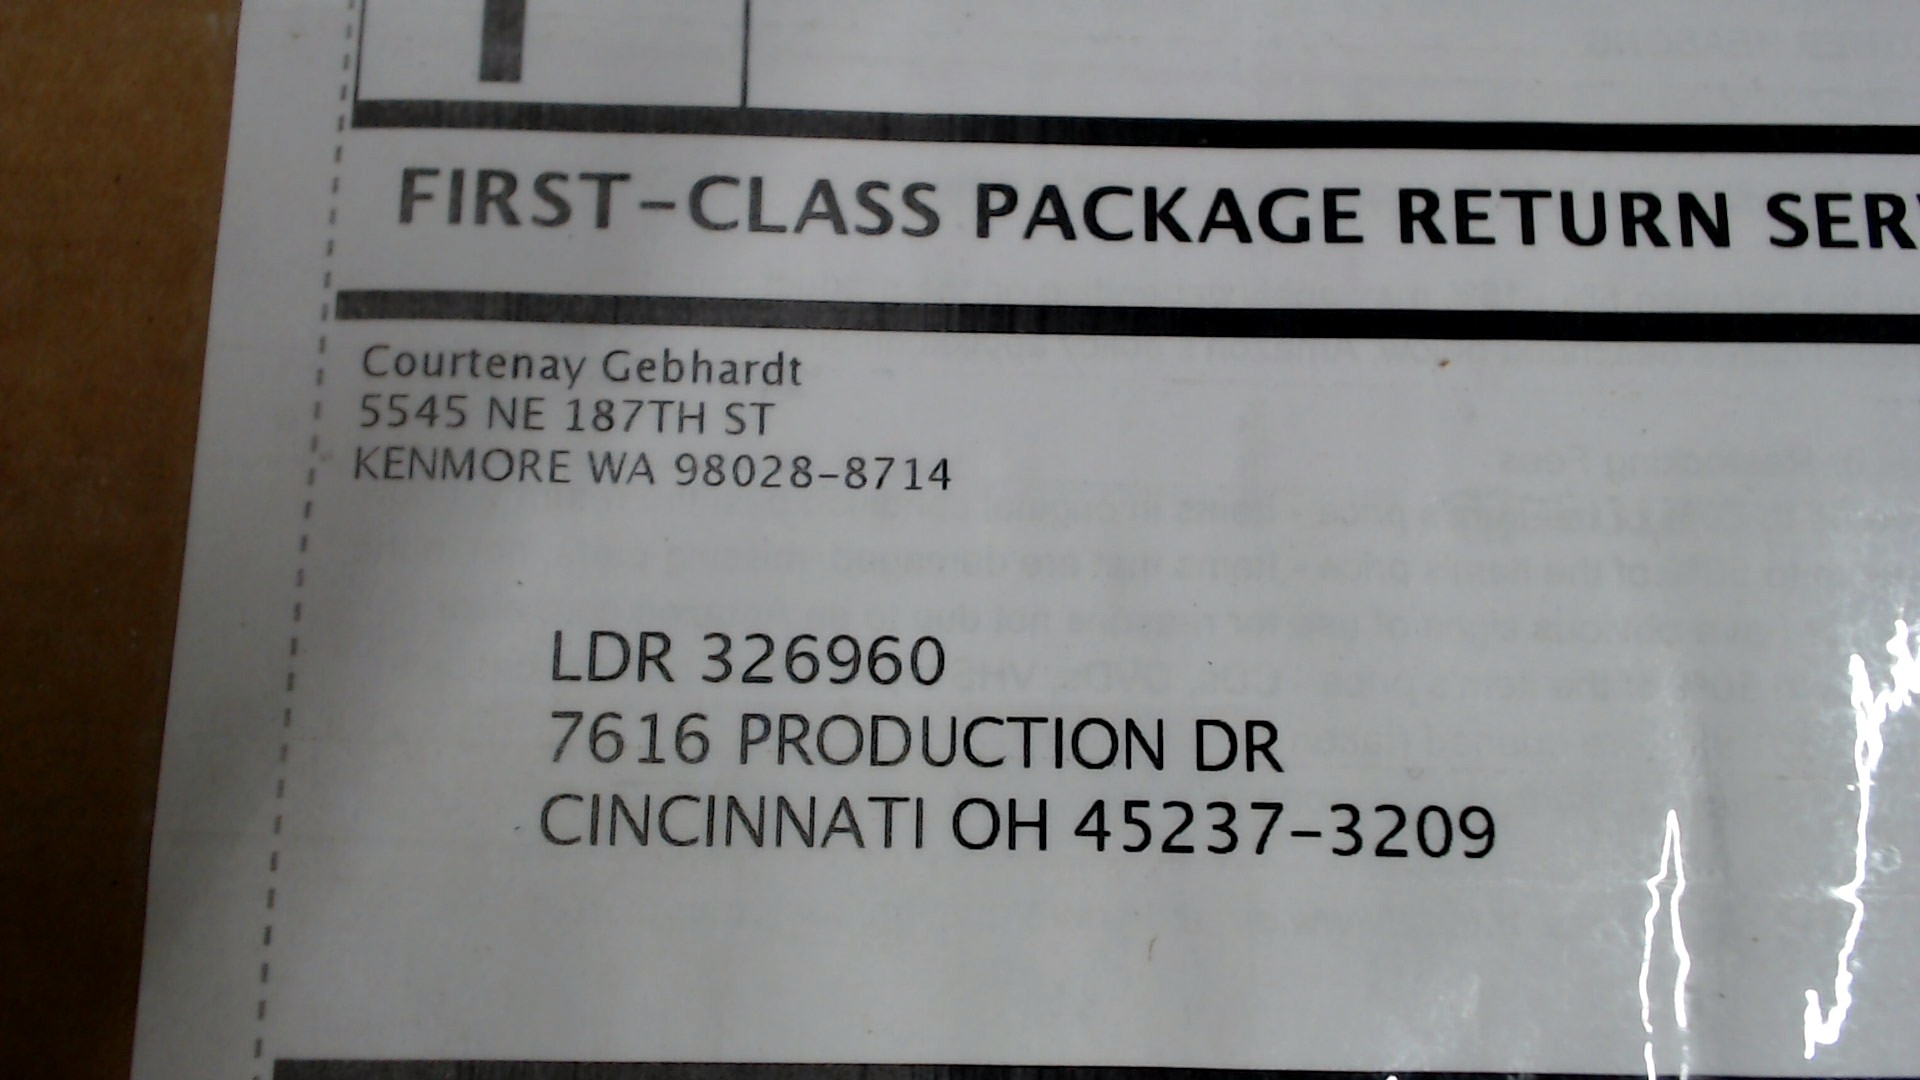 FIRST-CLASS PACKAGE RETURN
Courtenay Gebhardt
5545 NE 187TH ST
KENMORE WA 98028-8714
LDR 326960
7616 PRODUCTION DR
CINCINNATI OH 45237-3209